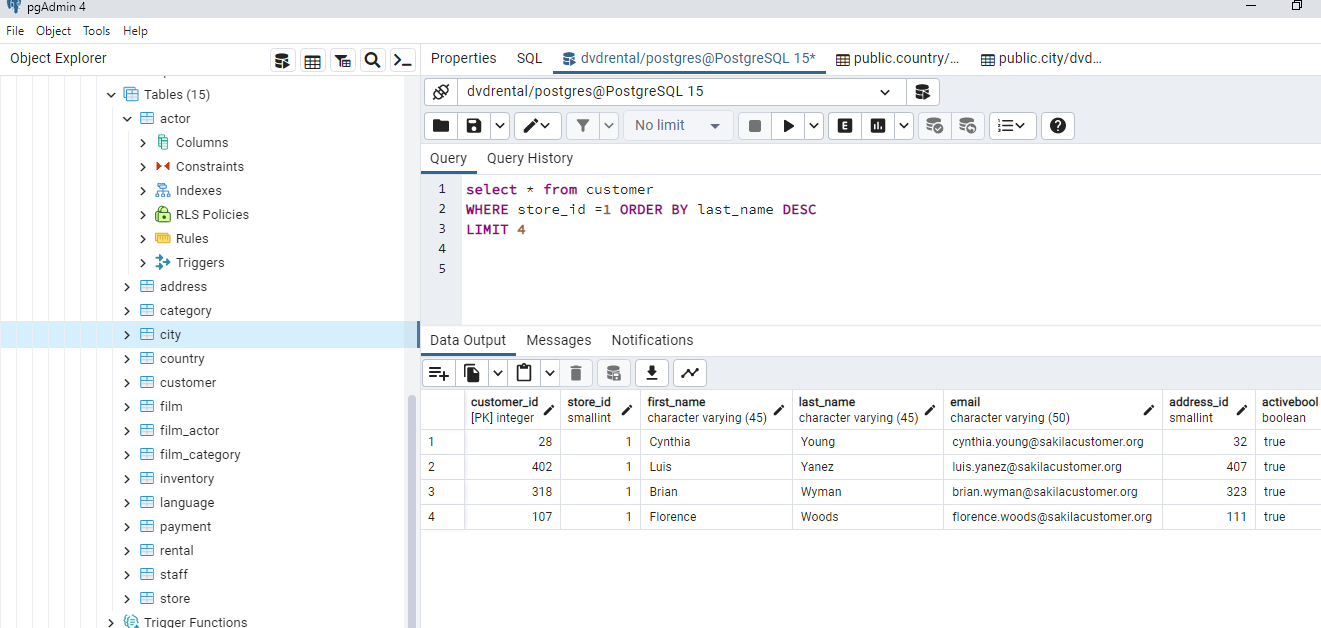 pgAdmin 4
File Object Tools Help
Object Explorer
Properties SQL dvdrental/postgres@PostgreSQL 15* public.country/... public.city/dvd...
Tables (15)
actor
Columns
Constraints
Indexes
RLS Policies
Rules
Triggers
address
category
city
country
customer
film
film_actor
film_category
inventory
language
payment
rental
staff
store
Trigger Functions
dvdrental/postgres@PostgreSQL 15
No limit E
Query Query History
1 select * from customer
2 WHERE store_id =1 ORDER BY last_name DESC
3 LIMIT 4
4
5
Data Output Messages Notifications
customer_id store_id first_name last_name email address_id activebool
[PK] integer smallint character varying (45) character varying (45) character varying (50) smallint boolean
1 28 1 Cynthia Young cynthia.young@sakilacustomer.org 32 true
2 402 1 Luis Yanez luis.yanez@sakilacustomer.org 407 true
3 318 1 Brian Wyman brian.wyman@sakilacustomer.org 323 true
4 107 1 Florence Woods florence.woods@sakilacustomer.org 111 true